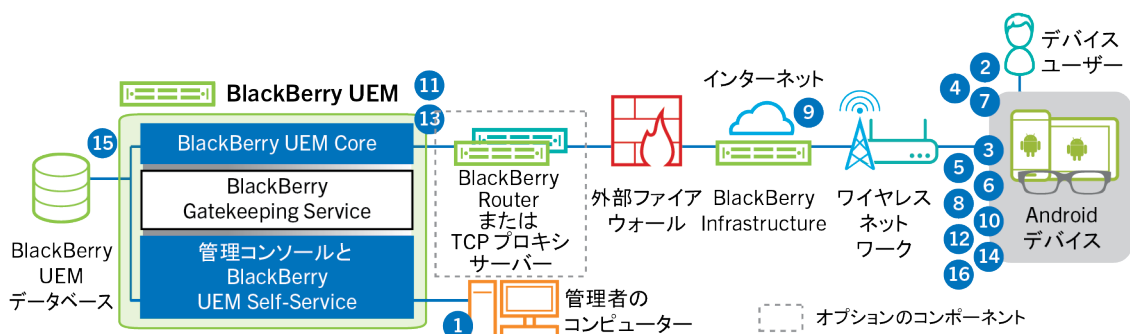 BlackBerry UEM
BlackBerry UEM Core
BlackBerry
Gatekeeping Service
管理コンソールと
BlackBerry
UEM Self-Service
BlackBerry
UEM
データベース
15
11
13
BlackBerry
Router
または
TCP プロキシ
サーバー
1
管理者の
コンピューター
外部ファイア
ウォール
インターネット
9
BlackBerry
Infrastructure
ワイヤレス
ネット
ワーク
デバイス
ユーザー
2
4
7
3
5
6
8
10
12
14
16
Android
デバイス
オプションのコンポーネント